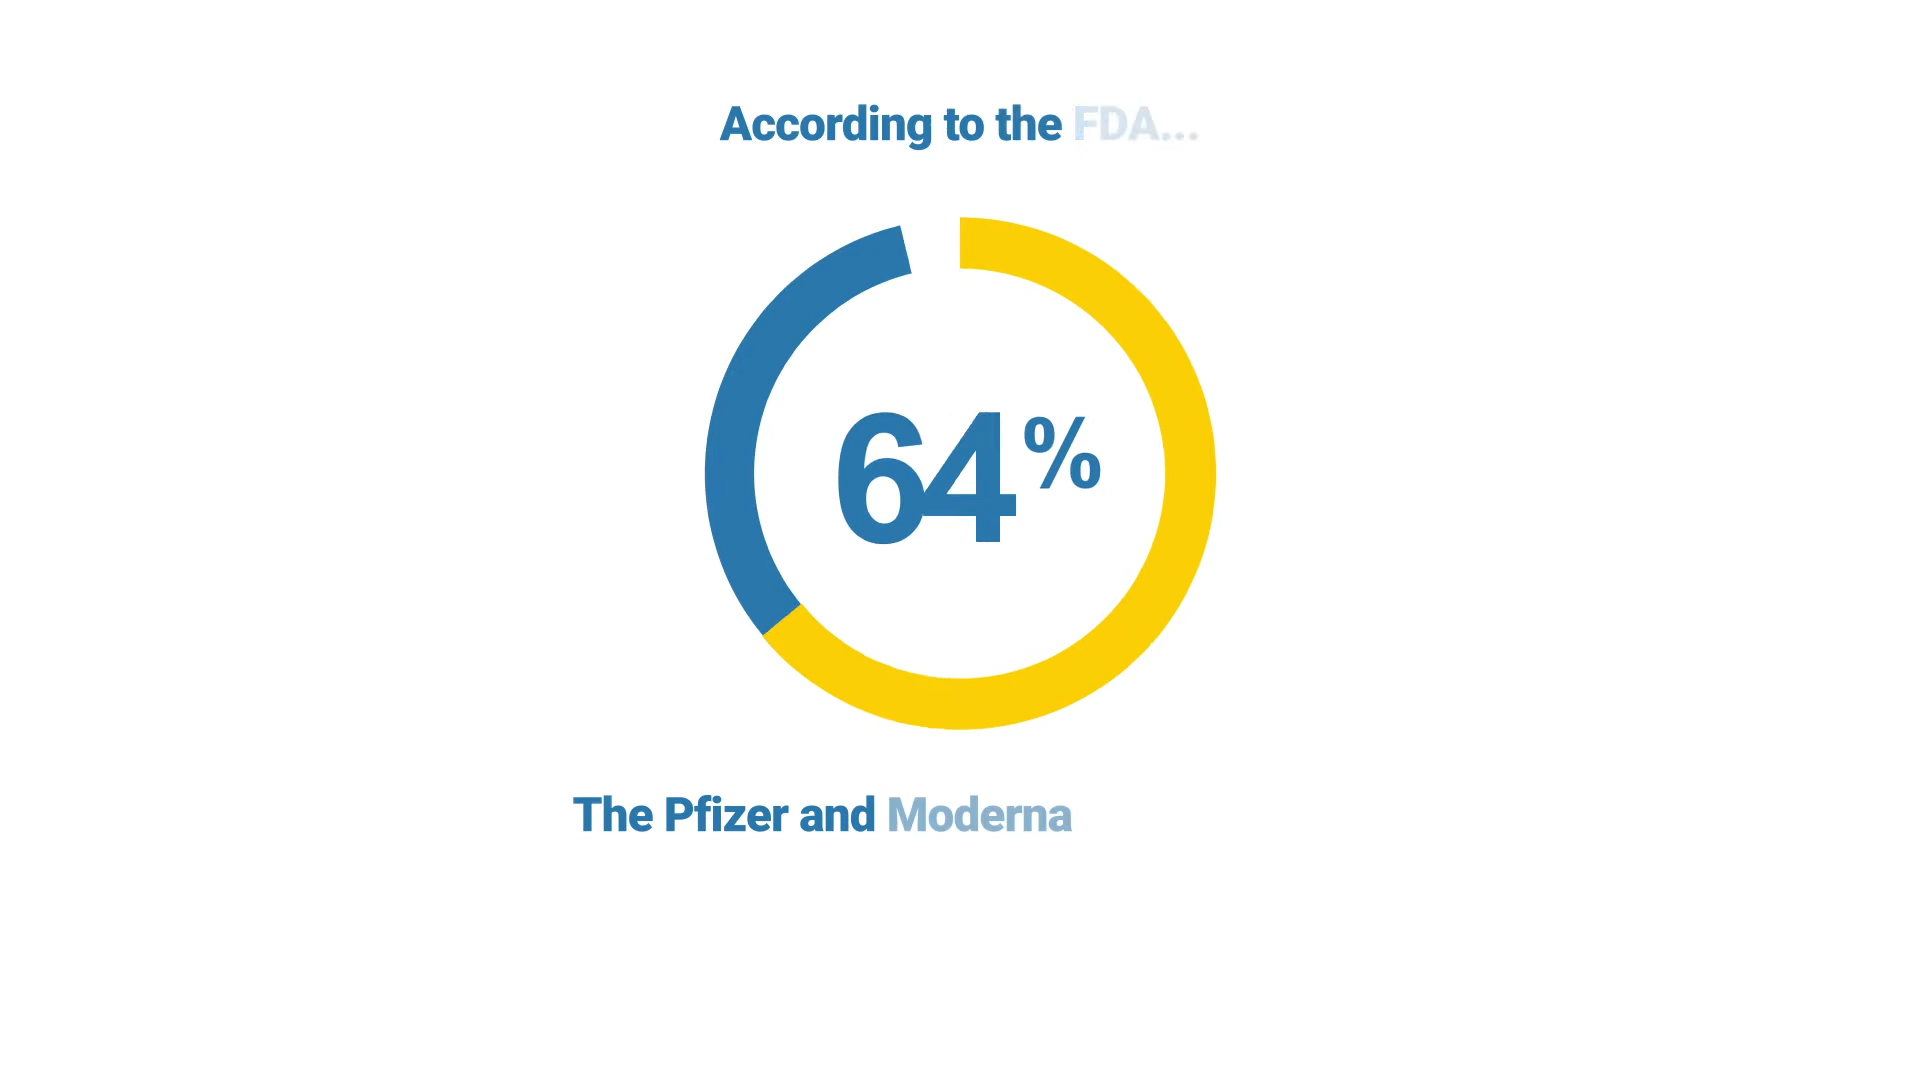 According to the FDA...
64%
The Pfizer and Moderna